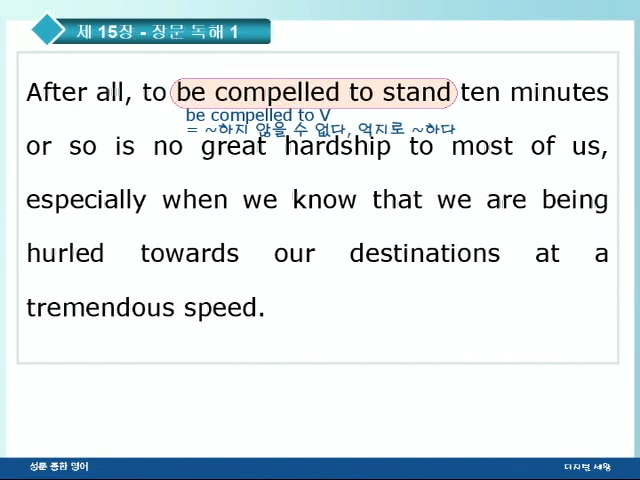 제 15장 - 장문 독해 1
After all, to be compelled to stand ten minutes
be compelled to V
= ~하지 않을 수 없다, 억지로 ~하다
or so is no great hardship to most of us,
especially when we know that we are being
hurled towards our destinations at a
tremendous speed.
성문 종합 영어
디지털 세왕